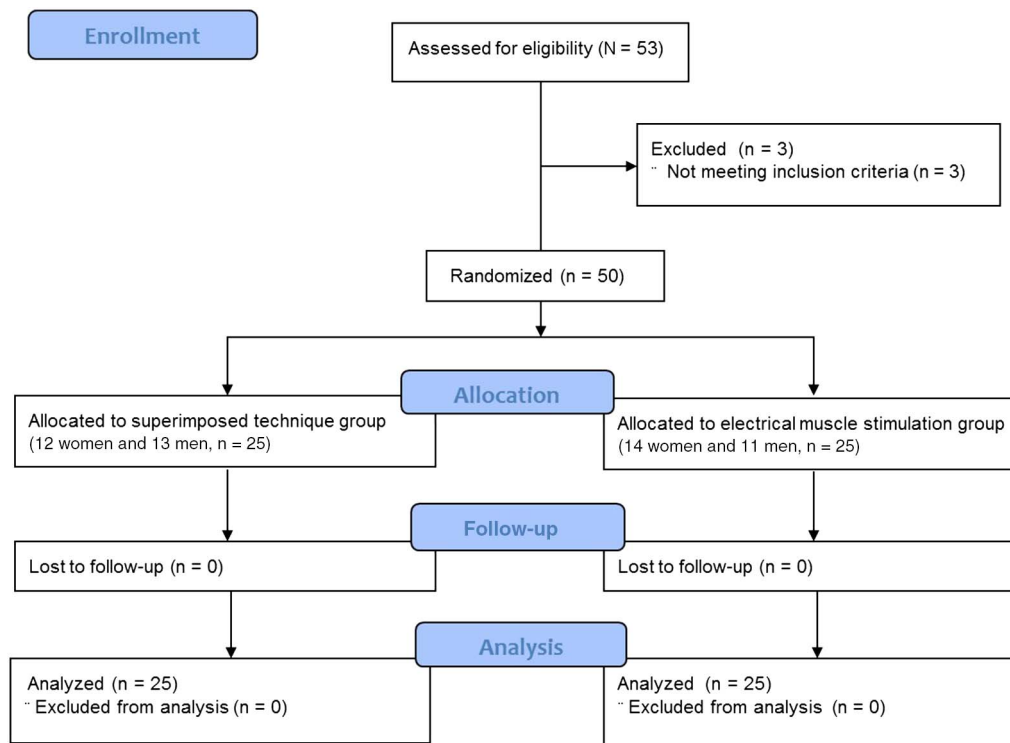 Enrollment
Assessed for eligibility (N = 53)
Excluded (n = 3)
¨ Not meeting inclusion criteria (n = 3)
Randomized (n = 50)
Allocation
Allocated to superimposed technique group
(12 women and 13 men, n = 25)
Allocated to electrical muscle stimulation group
(14 women and 11 men, n = 25)
Follow-up
Lost to follow-up (n = 0)
Lost to follow-up (n = 0)
Analysis
Analyzed (n = 25)
¨ Excluded from analysis (n = 0)
Analyzed (n = 25)
¨ Excluded from analysis (n = 0)